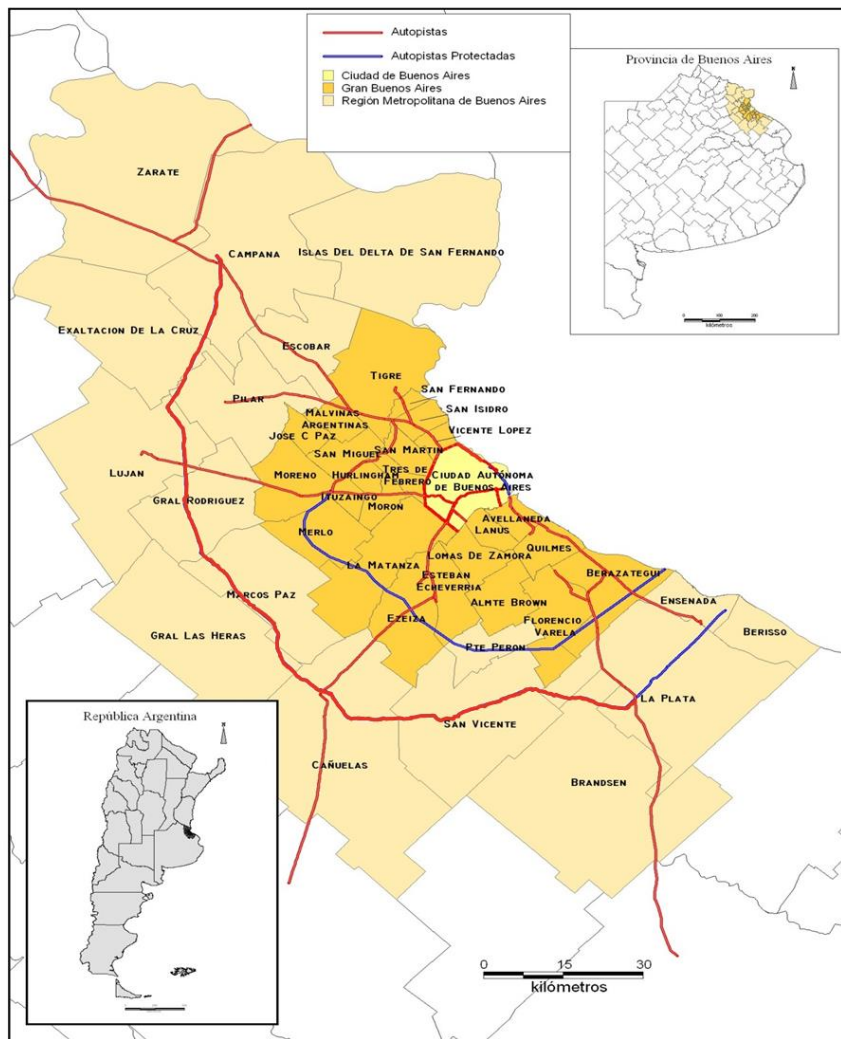 Autopistas
Autopistas Protectadas
Ciudad de Buenos Aires
Gran Buenos Aires
Región Metropolitana de Buenos Aires
Provincia de Buenos Aires
N
0 100 200
kilómetros
ZARATE
CAMPANA
ISLAS DEL DELTA DE SAN FERNANDO
EXALTACION DE LA CRUZ
ESCOBAR
TIGRE
SAN FERNANDO
PILAR
SAN ISIDRO
MALVINAS
ARGENTINAS
VICENTE LOPEZ
JOSE C PAZ
SAN MARTIN
SAN MIGUEL
LUJAN
MORENO
HURLINGHAM
TRES DE
FEBRERO
CIUDAD AUTÓNOMA
DE BUENOS AIRES
GRAL RODRIGUEZ
ITUZAINGO
MORON
AVELLANEDA
LANUS
MERLO
QUILMES
LOMAS DE ZAMORA
LA MATANZA
ESTEBAN
ECHEVERRIA
BERAZATEGUI
MARCOS PAZ
ALMTE BROWN
ENSENADA
EZEIZA
FLORENCIO
VARELA
GRAL LAS HERAS
BERISSO
PTE PERON
LA PLATA
SAN VICENTE
CAÑUELAS
BRANDSEN
República Argentina
N
0 15 30
kilómetros